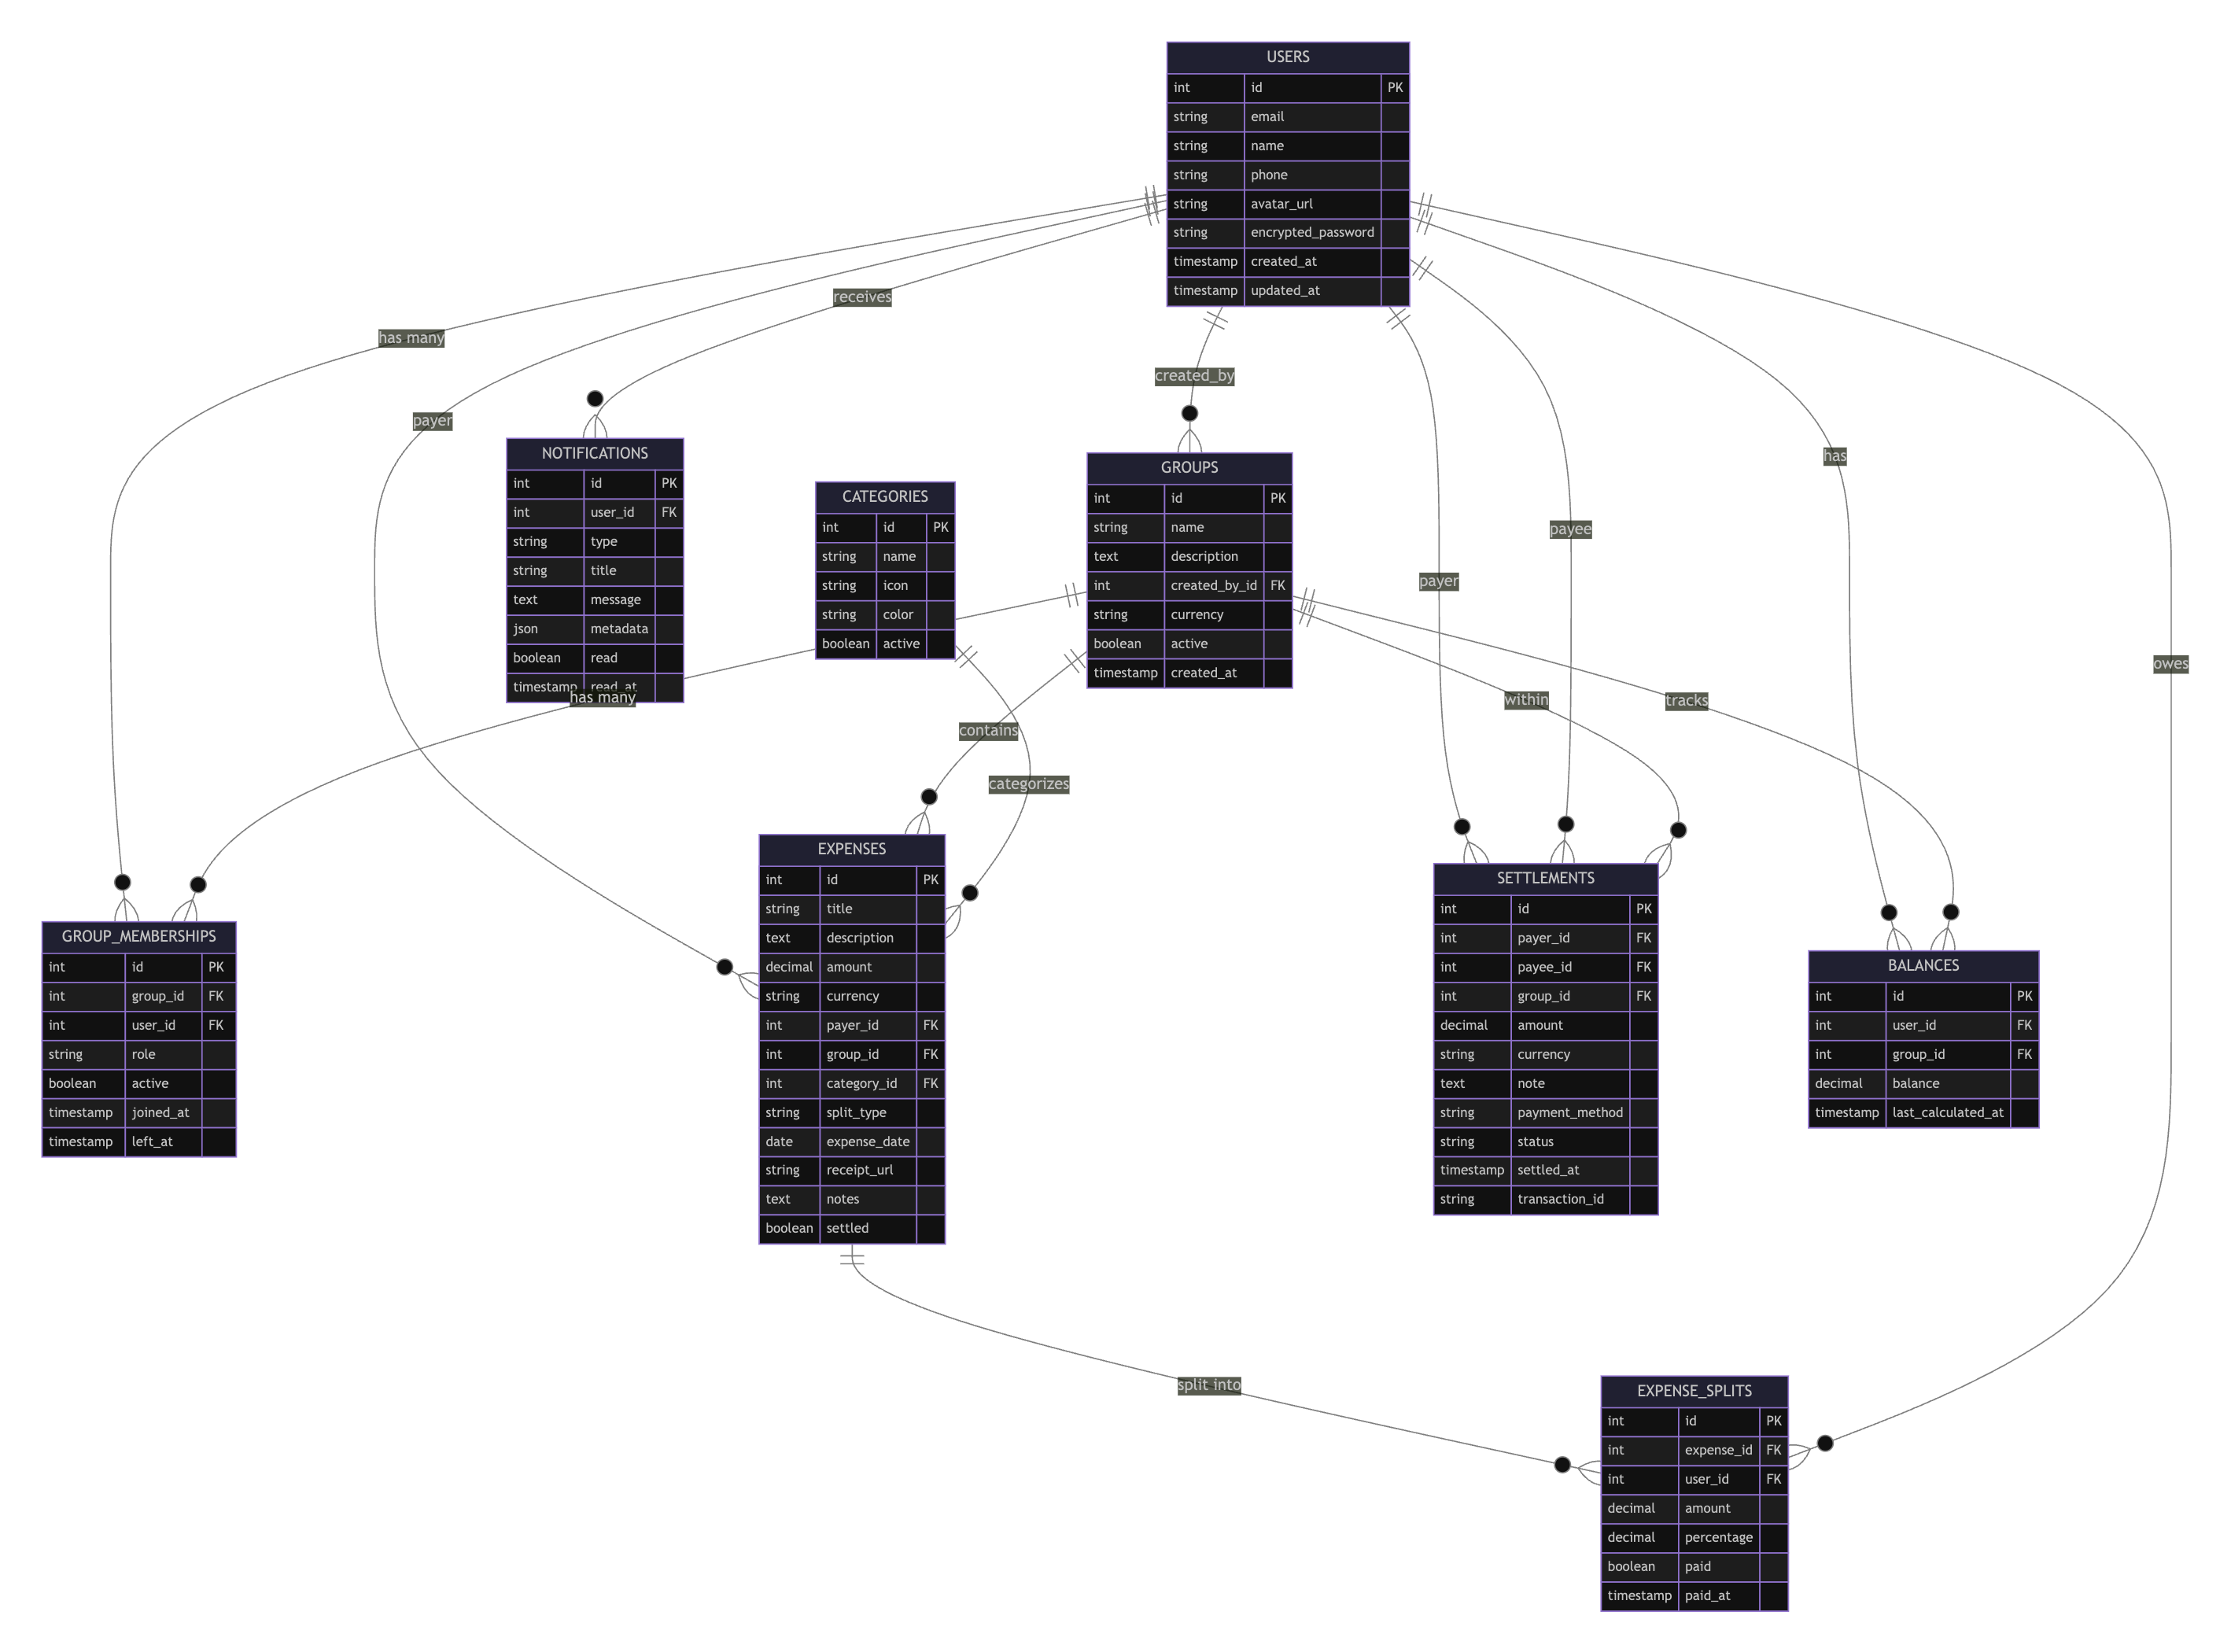 USERS
int id PK
string email
string name
string phone
string avatar_url
string encrypted_password
timestamp created_at
timestamp updated_at
receives
has many
created_by
payer
NOTIFICATIONS
int id PK
int user_id FK
string type
string title
text message
json metadata
boolean read
timestamp read_at
has many
CATEGORIES
int id PK
string name
string icon
string color
boolean active
GROUPS
int id PK
string name
text description
int created_by_id FK
string currency
boolean active
timestamp created_at
has
payee
payer
owes
within
tracks
contains
categorizes
EXPENSES
int id PK
string title
text description
decimal amount
string currency
int payer_id FK
int group_id FK
int category_id FK
string split_type
date expense_date
string receipt_url
text notes
boolean settled
SETTLEMENTS
int id PK
int payer_id FK
int payee_id FK
int group_id FK
decimal amount
string currency
text note
string payment_method
string status
timestamp settled_at
string transaction_id
GROUP_MEMBERSHIPS
int id PK
int group_id FK
int user_id FK
string role
boolean active
timestamp joined_at
timestamp left_at
BALANCES
int id PK
int user_id FK
int group_id FK
decimal balance
timestamp last_calculated_at
split into
EXPENSE_SPLITS
int id PK
int expense_id FK
int user_id FK
decimal amount
decimal percentage
boolean paid
timestamp paid_at